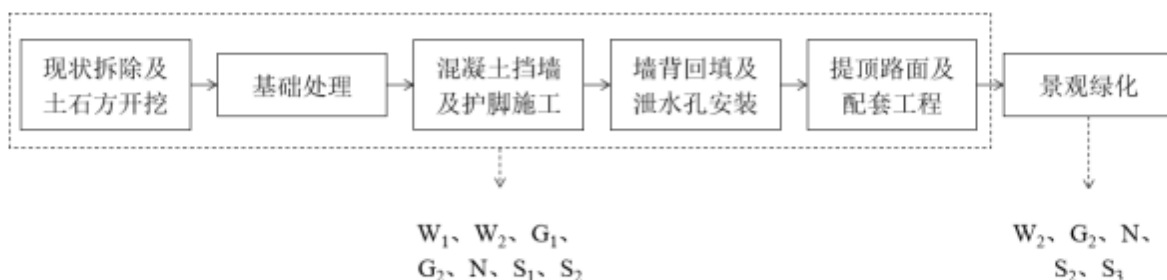 现状拆除及
土石方开挖
基础处理
混凝土挡墙
及护脚施工
墙背回填及
泄水孔安装
提顶路面及
配套工程
景观绿化
W₁、W₂、G₁、
G₂、N、S₁、S₂
W₂、G₂、N、
S₂、S₃